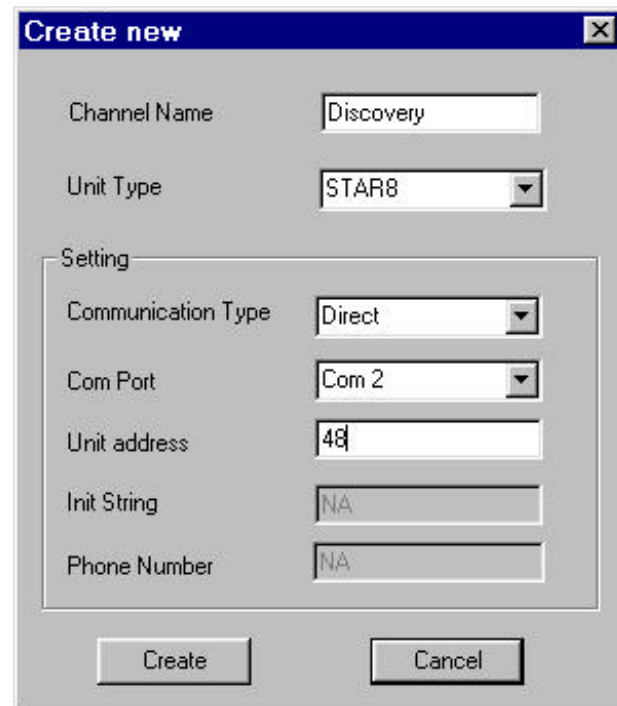 Create new
Channel Name Discovery
Unit Type STAR8
Setting
Communication Type Direct
Com Port Com 2
Unit address 48
Init String NA
Phone Number NA
Create Cancel